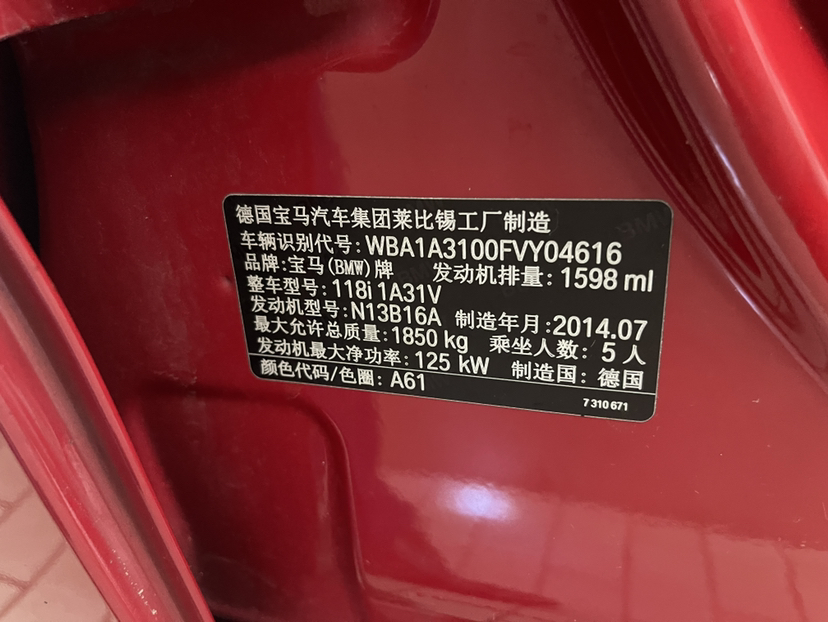 德国宝马汽车集团莱比锡工厂制造
车辆识别代号: WBA1A3100FVY04616
品牌: 宝马(BMW)牌 发动机排量: 1598 ml
整车型号: 118i 1A31V
发动机型号: N13B16A 制造年月: 2014.07
最大允许总质量: 1850 kg 乘坐人数: 5 人
发动机最大净功率: 125 kW 制造国: 德国
颜色代码/色圈: A61
7 310 671